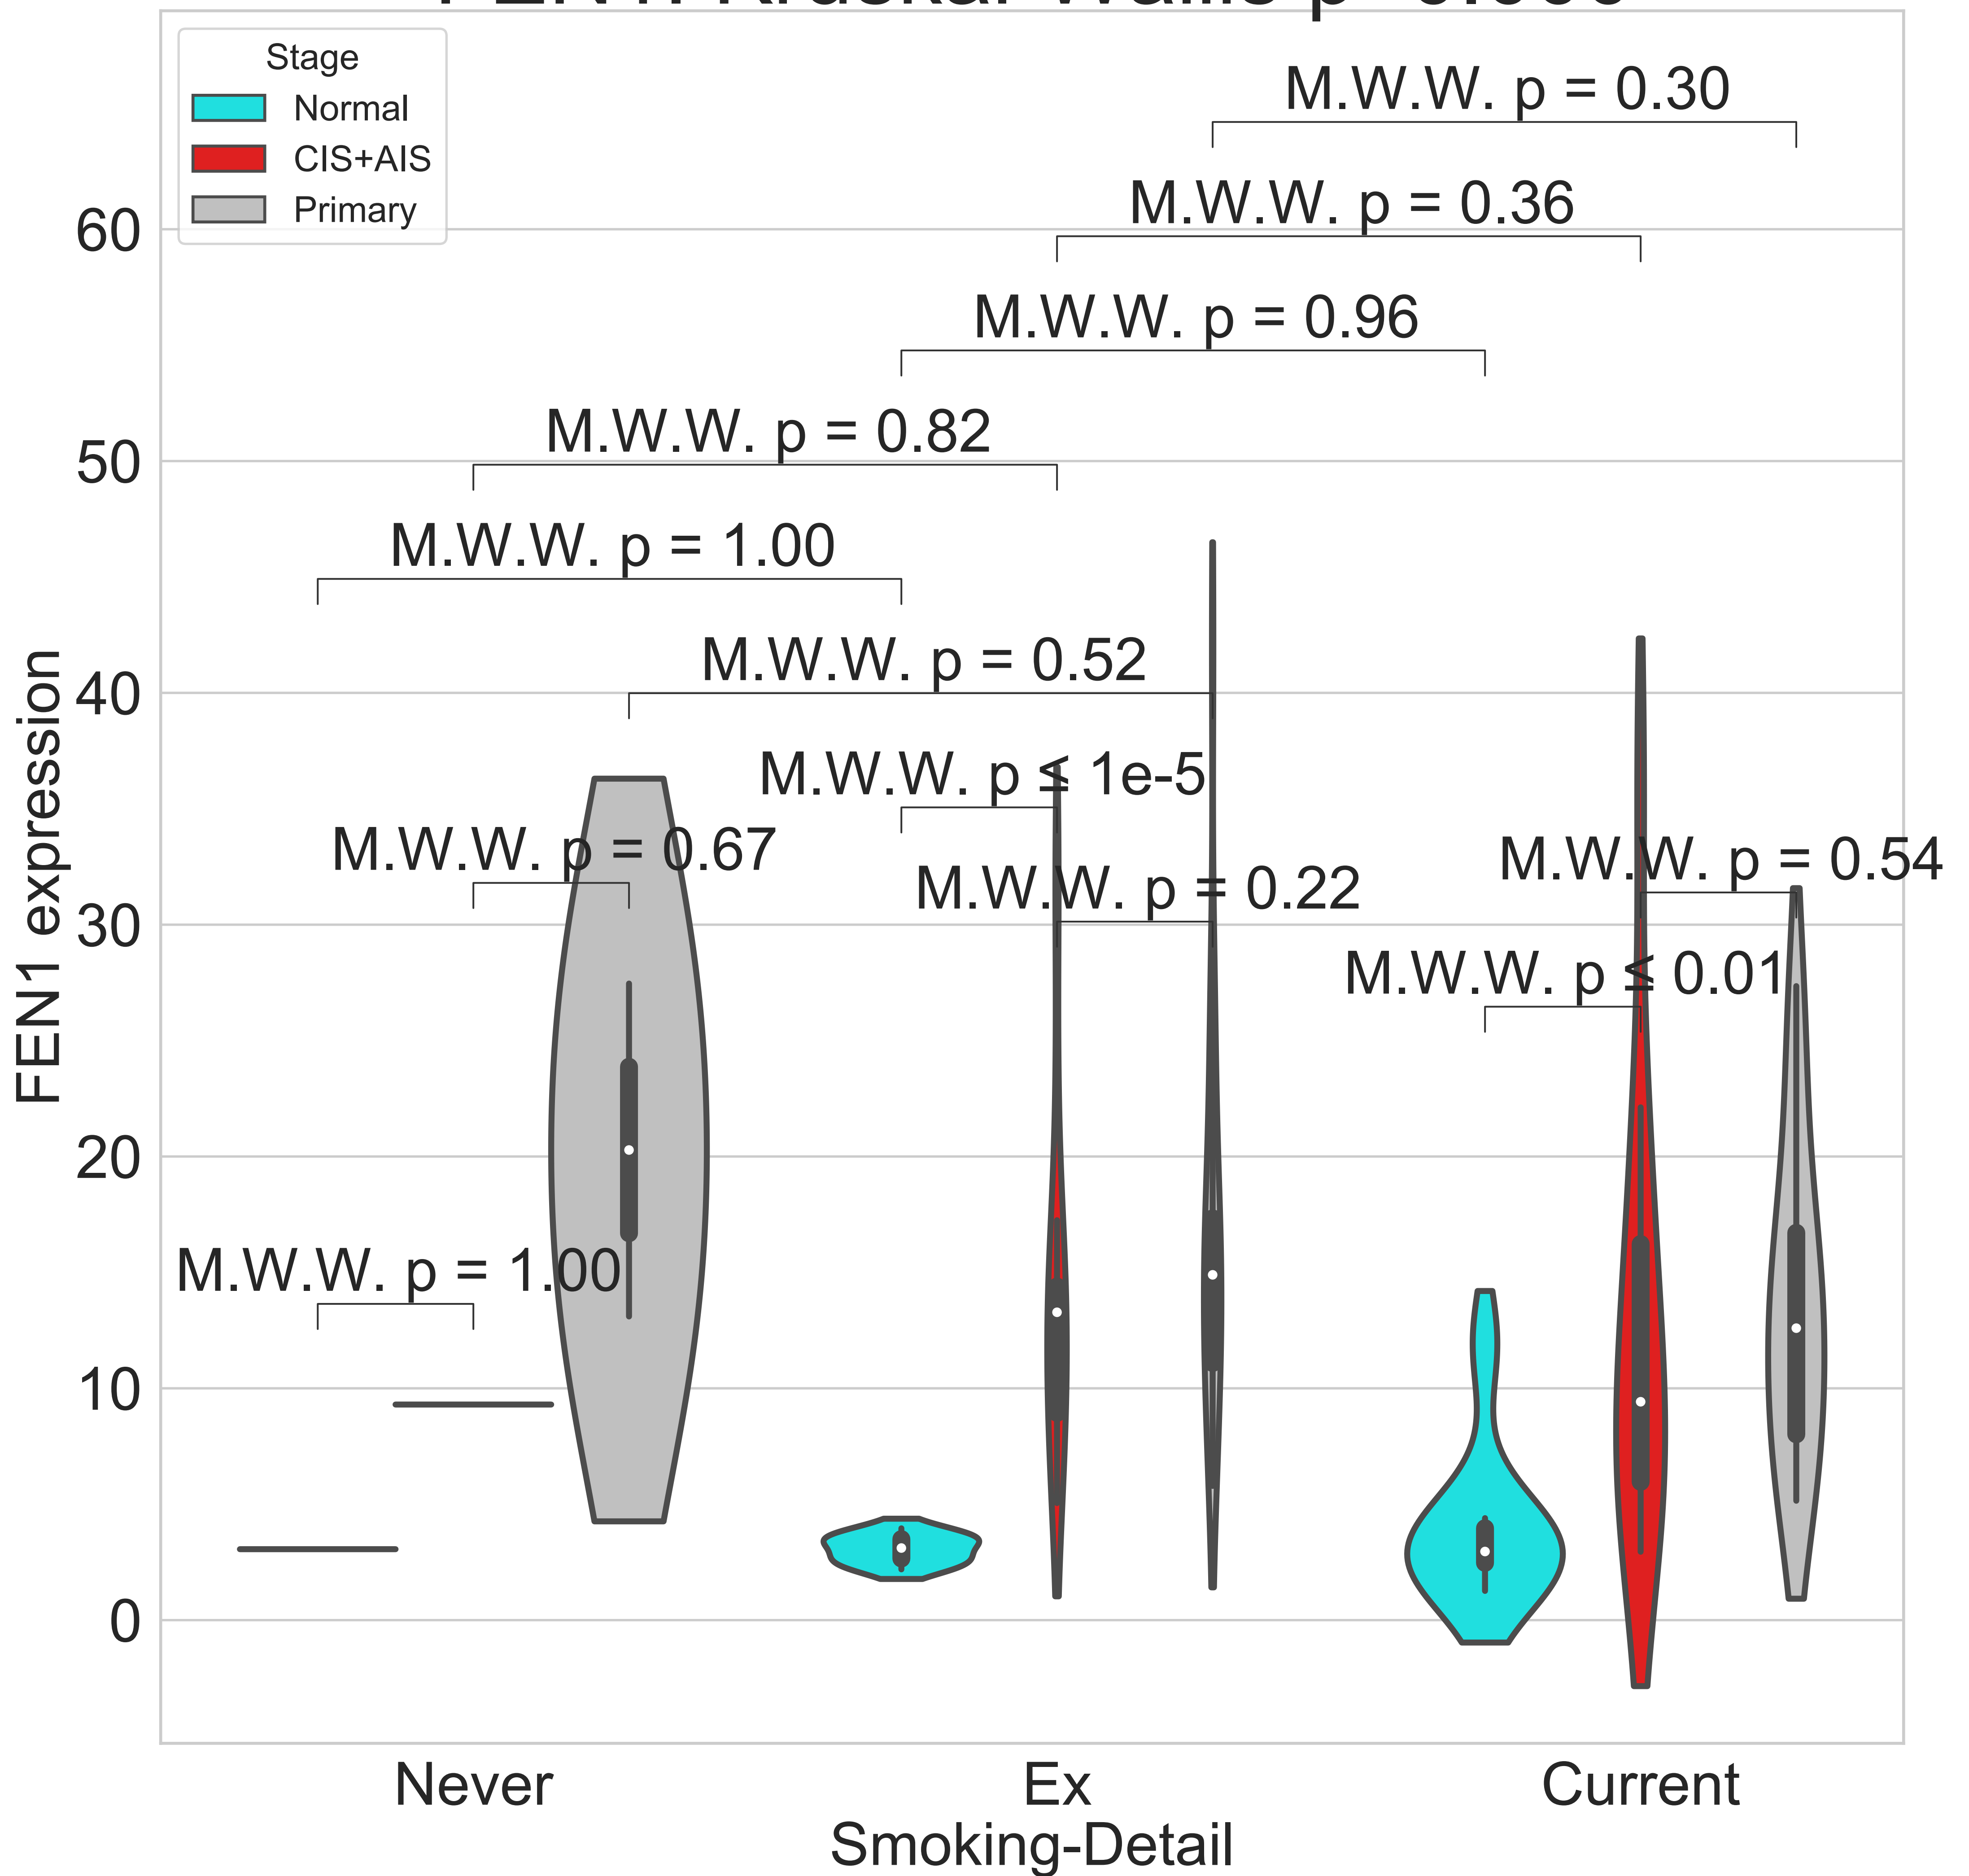 Stage
Normal
CIS+AIS
Primary
M.W.W. p = 0.30
M.W.W. p = 0.36
M.W.W. p = 0.96
M.W.W. p = 0.82
M.W.W. p = 1.00
M.W.W. p = 0.52
M.W.W. p ≤ 1e-5
M.W.W. p = 0.67
M.W.W. p = 0.54
M.W.W. p = 0.22
M.W.W. p ≤ 0.01
M.W.W. p = 1.00
60
50
40
30
20
10
0
FEN1 expression
Never
Ex
Current
Smoking-Detail